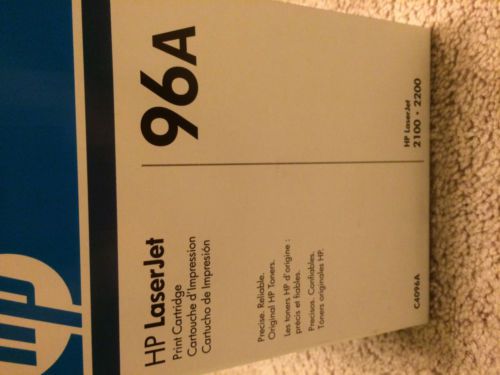 hp
HP LaserJet
Print Cartridge
Cartouche d'Impression
Cartucho de Impresión
96A
Precise. Reliable.
Original HP Toners.
Les toners HP d'origine :
précis et fiables.
Precisos. Confiables.
Toners originales HP.
HP LaserJet
2100 • 2200
C4096A